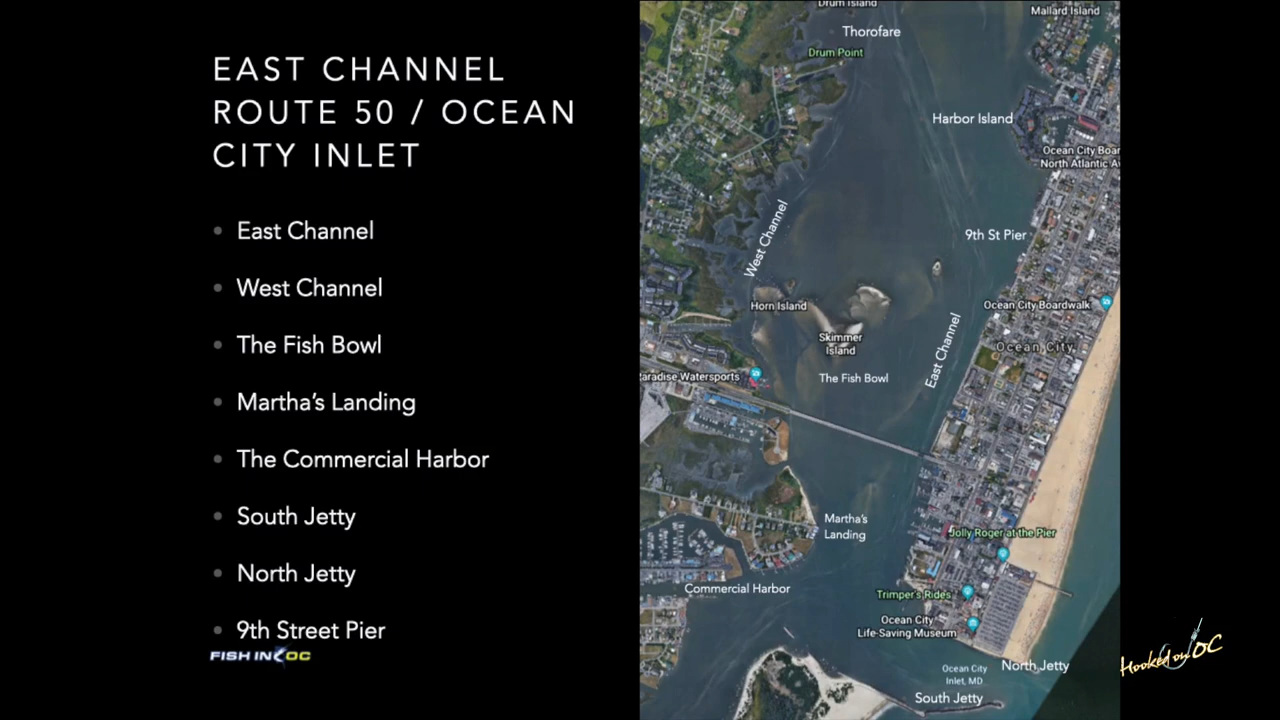 EAST CHANNEL
ROUTE 50 / OCEAN
CITY INLET
East Channel
West Channel
The Fish Bowl
Martha's Landing
The Commercial Harbor
South Jetty
North Jetty
9th Street Pier
FISH IN OC
Drum Island
Mallard Island
Thorofare
Drum Point
Harbor Island
Ocean City Boar
North Atlantic Av
West Channel
9th St Pier
Horn Island
Ocean City Boardwalk
Skimmer
Island
Ocean City
East Channel
Paradise Watersports
The Fish Bowl
Martha's
Landing
Jolly Roger at the Pier
Commercial Harbor
Trimper's Rides
Ocean City
Life-Saving Museum
Ocean City
Inlet, MD
North Jetty
South Jetty
Hooked on OC